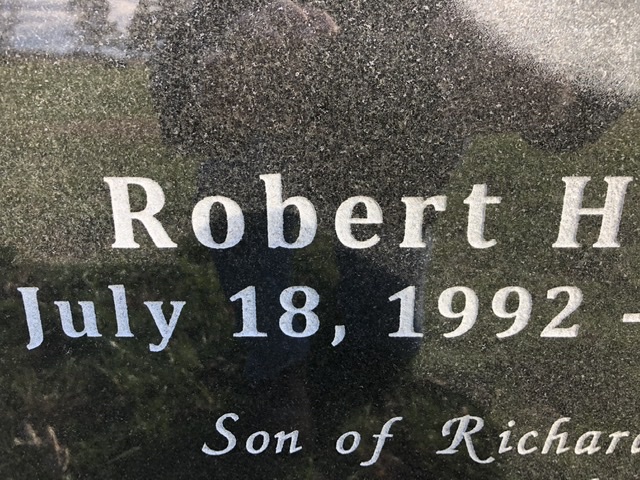 Robert H
July 18, 1992 -
Son of Richar